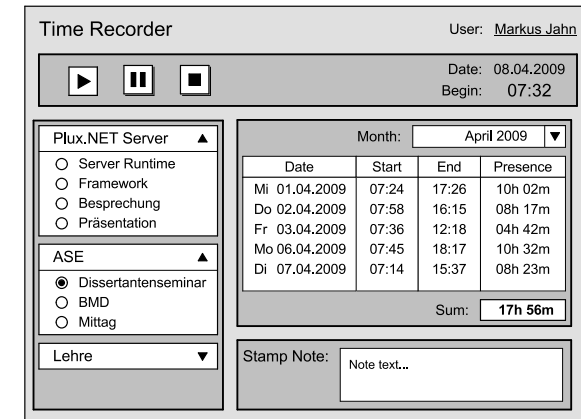 Time Recorder
User: Markus Jahn
Date: 08.04.2009
Begin: 07:32
Plux.NET Server
Server Runtime
Framework
Besprechung
Präsentation
ASE
Dissertantenseminar
BMD
Mittag
Lehre
Month: April 2009
Date Start End Presence
Mi 01.04.2009 07:24 17:26 10h 02m
Do 02.04.2009 07:58 16:15 08h 17m
Fr 03.04.2009 07:36 12:18 04h 42m
Mo 06.04.2009 07:45 18:17 10h 32m
Di 07.04.2009 07:14 15:37 08h 23m
Sum: 17h 56m
Stamp Note:
Note text...